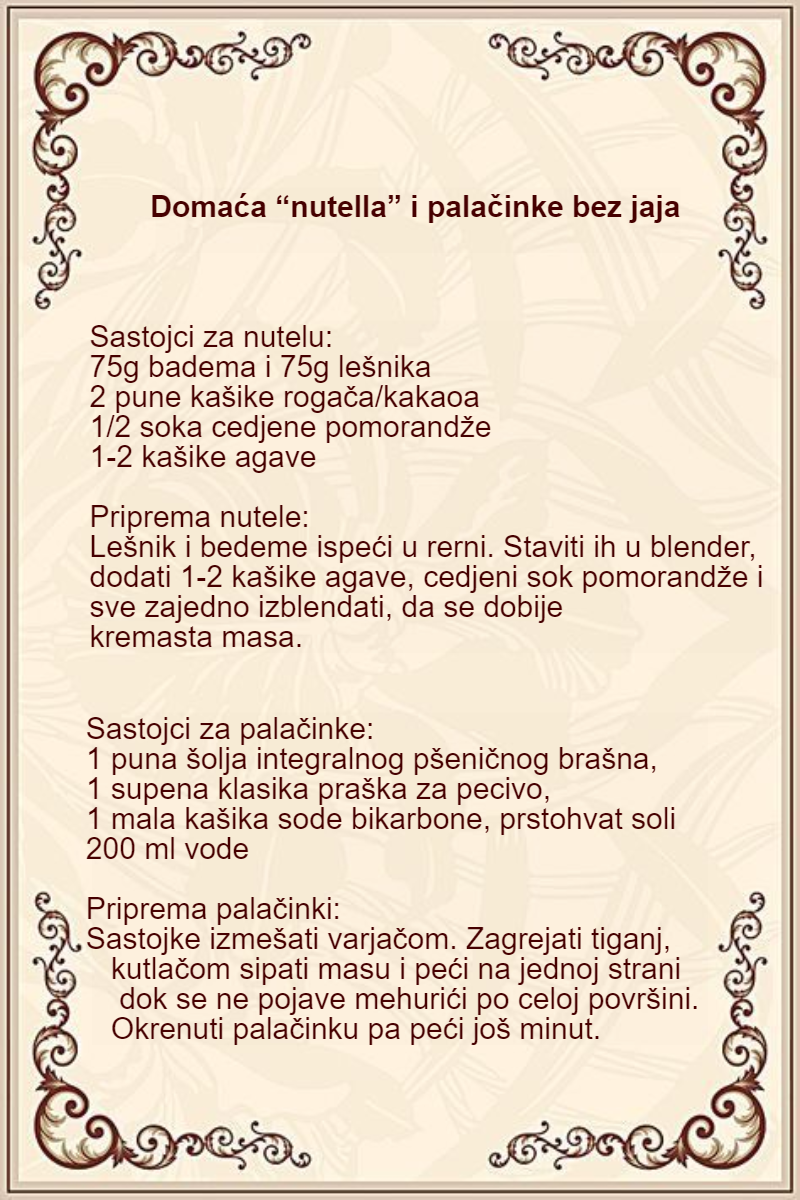 Domaća “nutella” i palačinke bez jaja
Sastojci za nutelu:
75g badema i 75g lešnika
2 pune kašike rogača/kakaoa
1/2 soka cedjene pomorandže
1-2 kašike agave
Priprema nutele:
Lešnik i bedeme ispeći u rerni. Staviti ih u blender,
dodati 1-2 kašike agave, cedjeni sok pomorandže i
sve zajedno izblendati, da se dobije
kremasta masa.
Sastojci za palačinke:
1 puna šolja integralnog pšeničnog brašna,
1 supena klasika praška za pecivo,
1 mala kašika sode bikarbone, prstohvat soli
200 ml vode
Priprema palačinki:
Sastojke izmešati varjačom. Zagrejati tiganj,
kutlačom sipati masu i peći na jednoj strani
dok se ne pojave mehurići po celoj površini.
Okrenuti palačinku pa peći još minut.